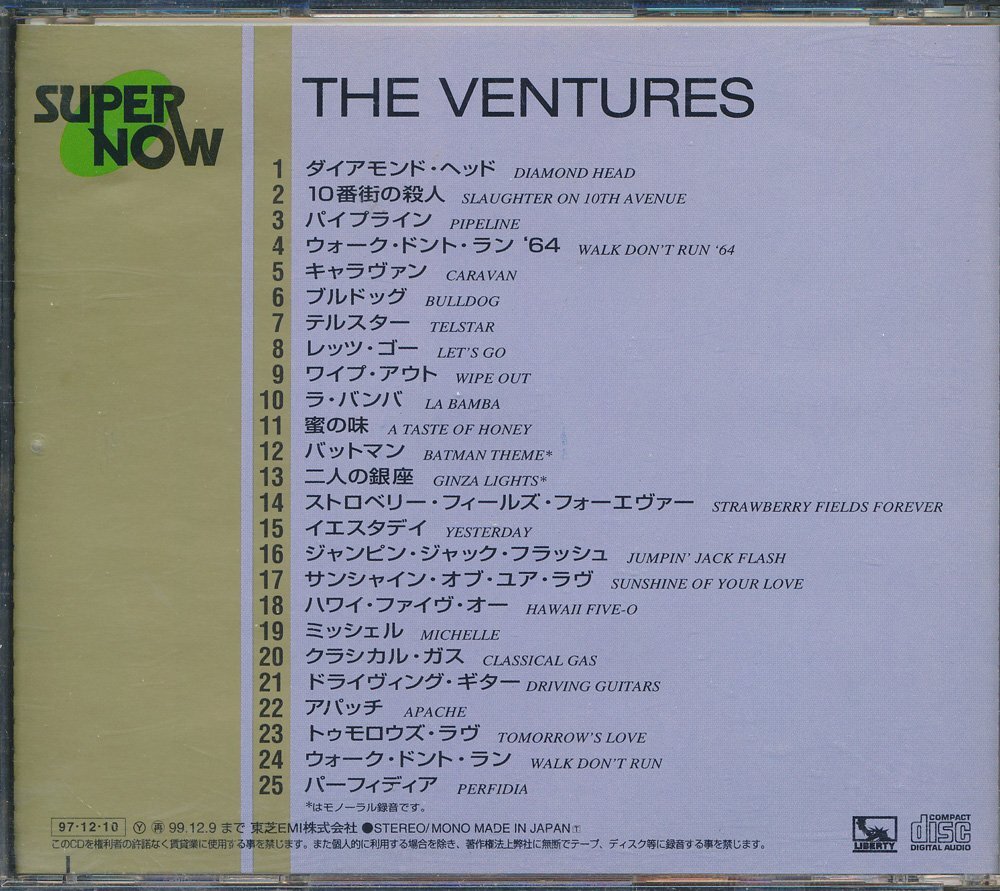 SUPER
NOW
THE VENTURES
1 ダイアモンド・ヘッド DIAMOND HEAD
2 10番街の殺人 SLAUGHTER ON 10TH AVENUE
3 パイプライン PIPELINE
4 ウォーク・ドント・ラン '64 WALK DON'T RUN '64
5 キャラヴァン CARAVAN
6 ブルドッグ BULLDOG
7 テルスター TELSTAR
8 レッツ・ゴー LET'S GO
9 ワイプ・アウト WIPE OUT
10 ラ・バンバ LA BAMBA
11 蜜の味 A TASTE OF HONEY
12 バットマン BATMAN THEME*
13 二人の銀座 GINZA LIGHTS*
14 ストロベリー・フィールズ・フォーエヴァー STRAWBERRY FIELDS FOREVER
15 イエスタデイ YESTERDAY
16 ジャンピン・ジャック・フラッシュ JUMPIN' JACK FLASH
17 サンシャイン・オブ・ユア・ラヴ SUNSHINE OF YOUR LOVE
18 ハワイ・ファイヴ・オー HAWAII FIVE-O
19 ミッシェル MICHELLE
20 クラシカル・ガス CLASSICAL GAS
21 ドライヴィング・ギター DRIVING GUITARS
22 アパッチ APACHE
23 トゥモロウズ・ラヴ TOMORROW'S LOVE
24 ウォーク・ドント・ラン WALK DON'T RUN
25 パーフィディア PERFIDIA
*はモノーラル録音です。
97・12・10 Ⓨ 再 99.12.9 まで 東芝EMI株式会社 ●STEREO/MONO MADE IN JAPAN Ⓣ
このCDを権利者の許諾なく賃貸業に使用する事を禁じます。また個人的に利用する場合を除き、著作権法上弊社に無断でテープ、ディスク等に録音する事を禁じます。
LIBERTY
COMPACT
disc
DIGITAL AUDIO